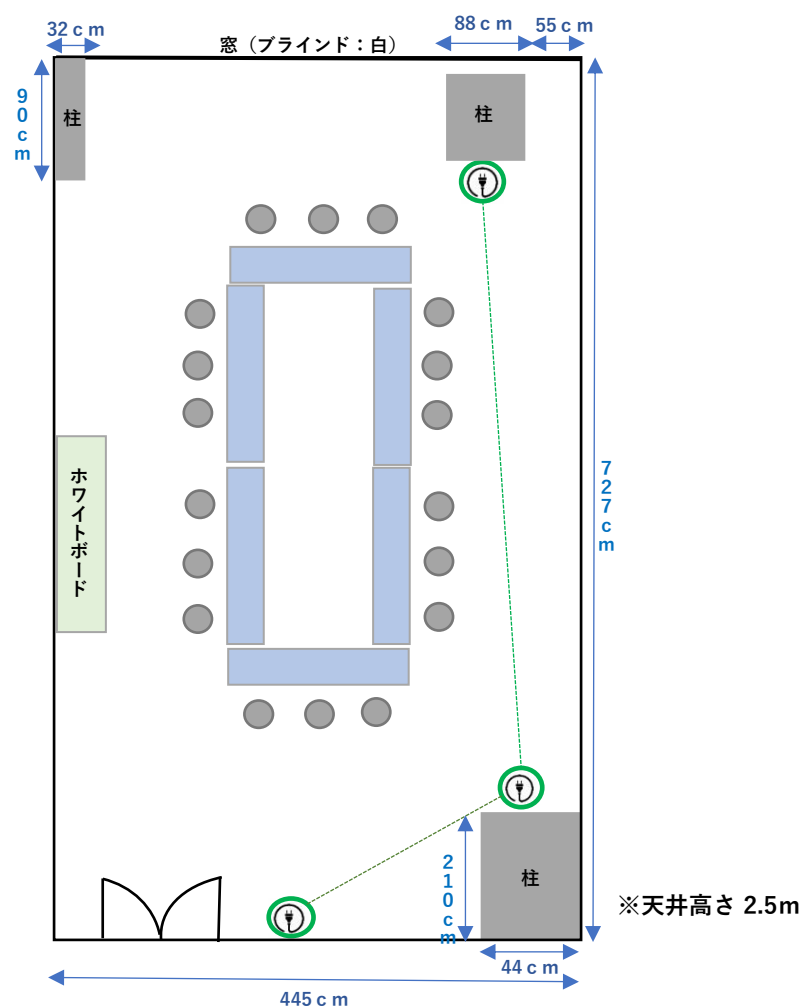 32ｃｍ
窓（ブラインド：白）
88ｃｍ
55ｃｍ
90ｃｍ
柱
柱
ホワイトボード
727ｃｍ
210ｃｍ
柱
※天井高さ 2.5ｍ
44ｃｍ
445ｃｍ